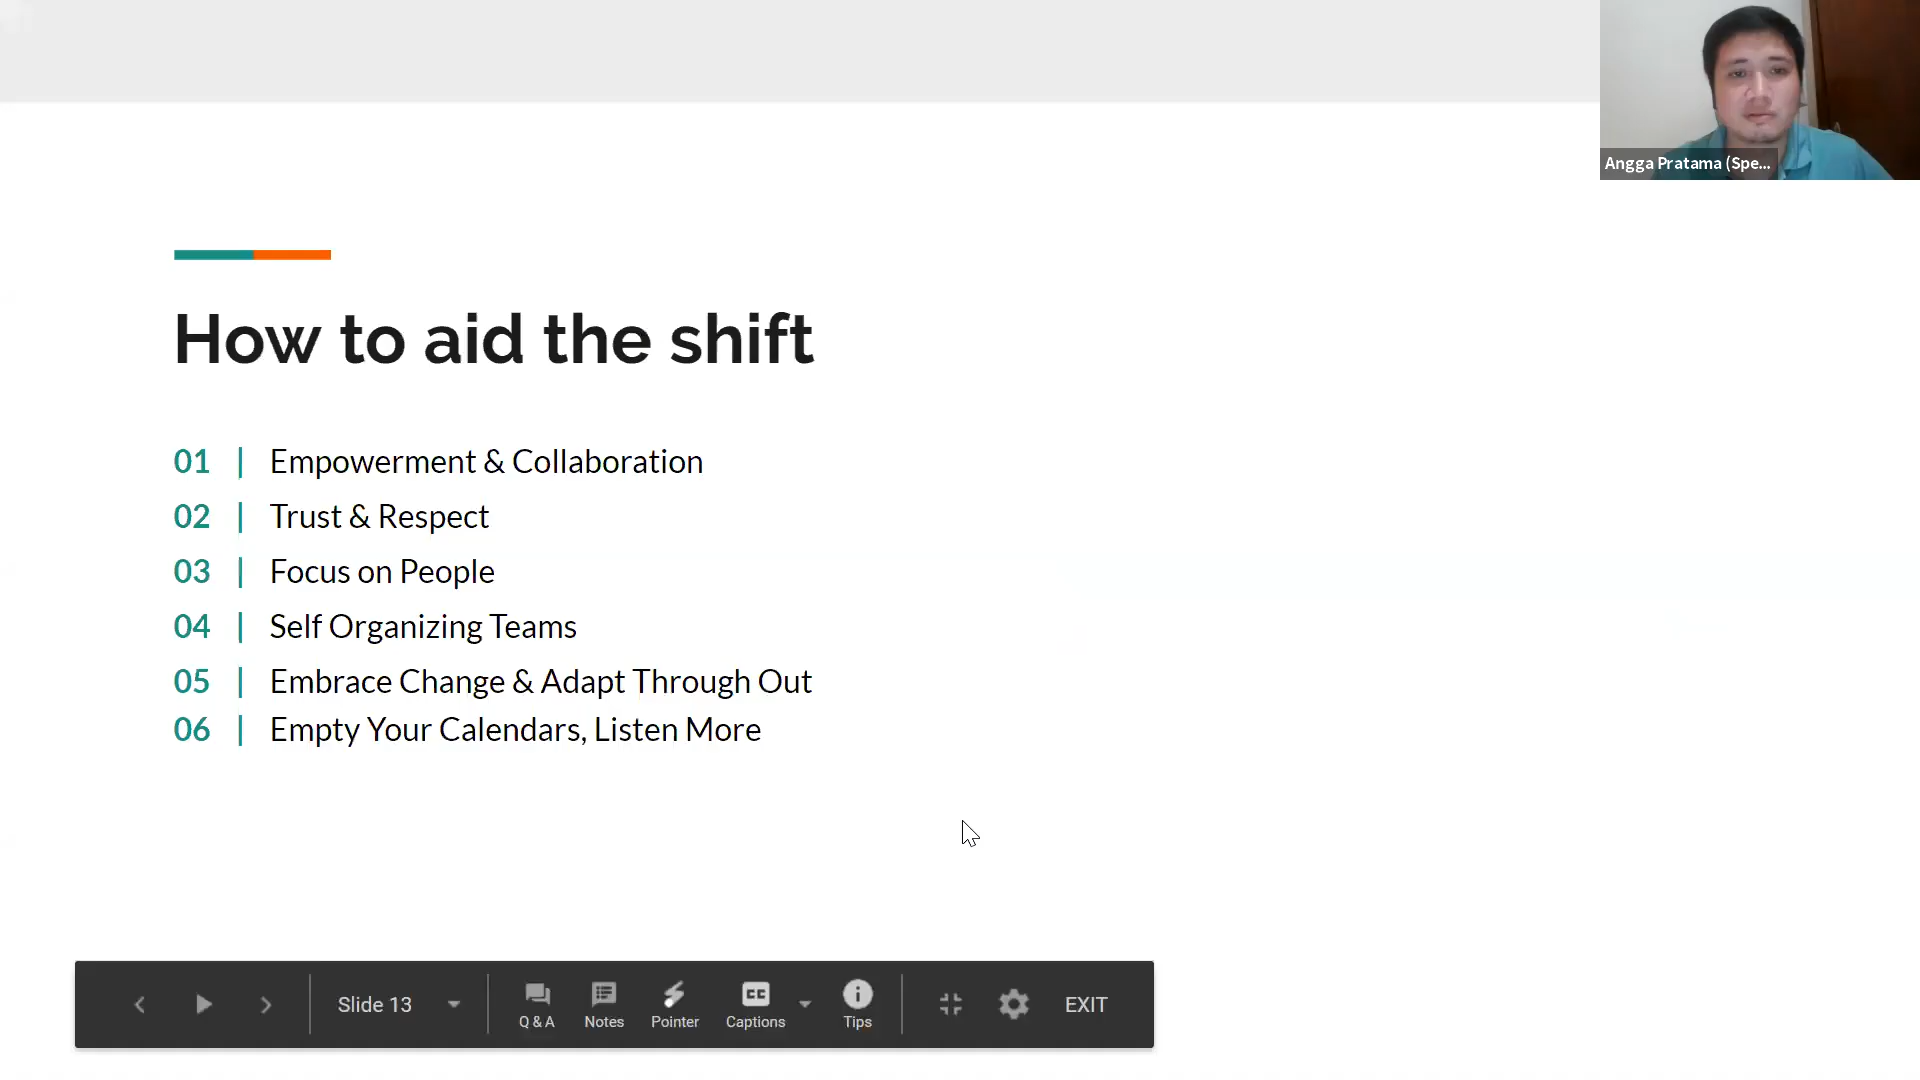 Angga Pratama (Spe...
How to aid the shift
01 | Empowerment & Collaboration
02 | Trust & Respect
03 | Focus on People
04 | Self Organizing Teams
05 | Embrace Change & Adapt Through Out
06 | Empty Your Calendars, Listen More
Slide 13
Q & A
Notes
Pointer
CC
Captions
Tips
EXIT